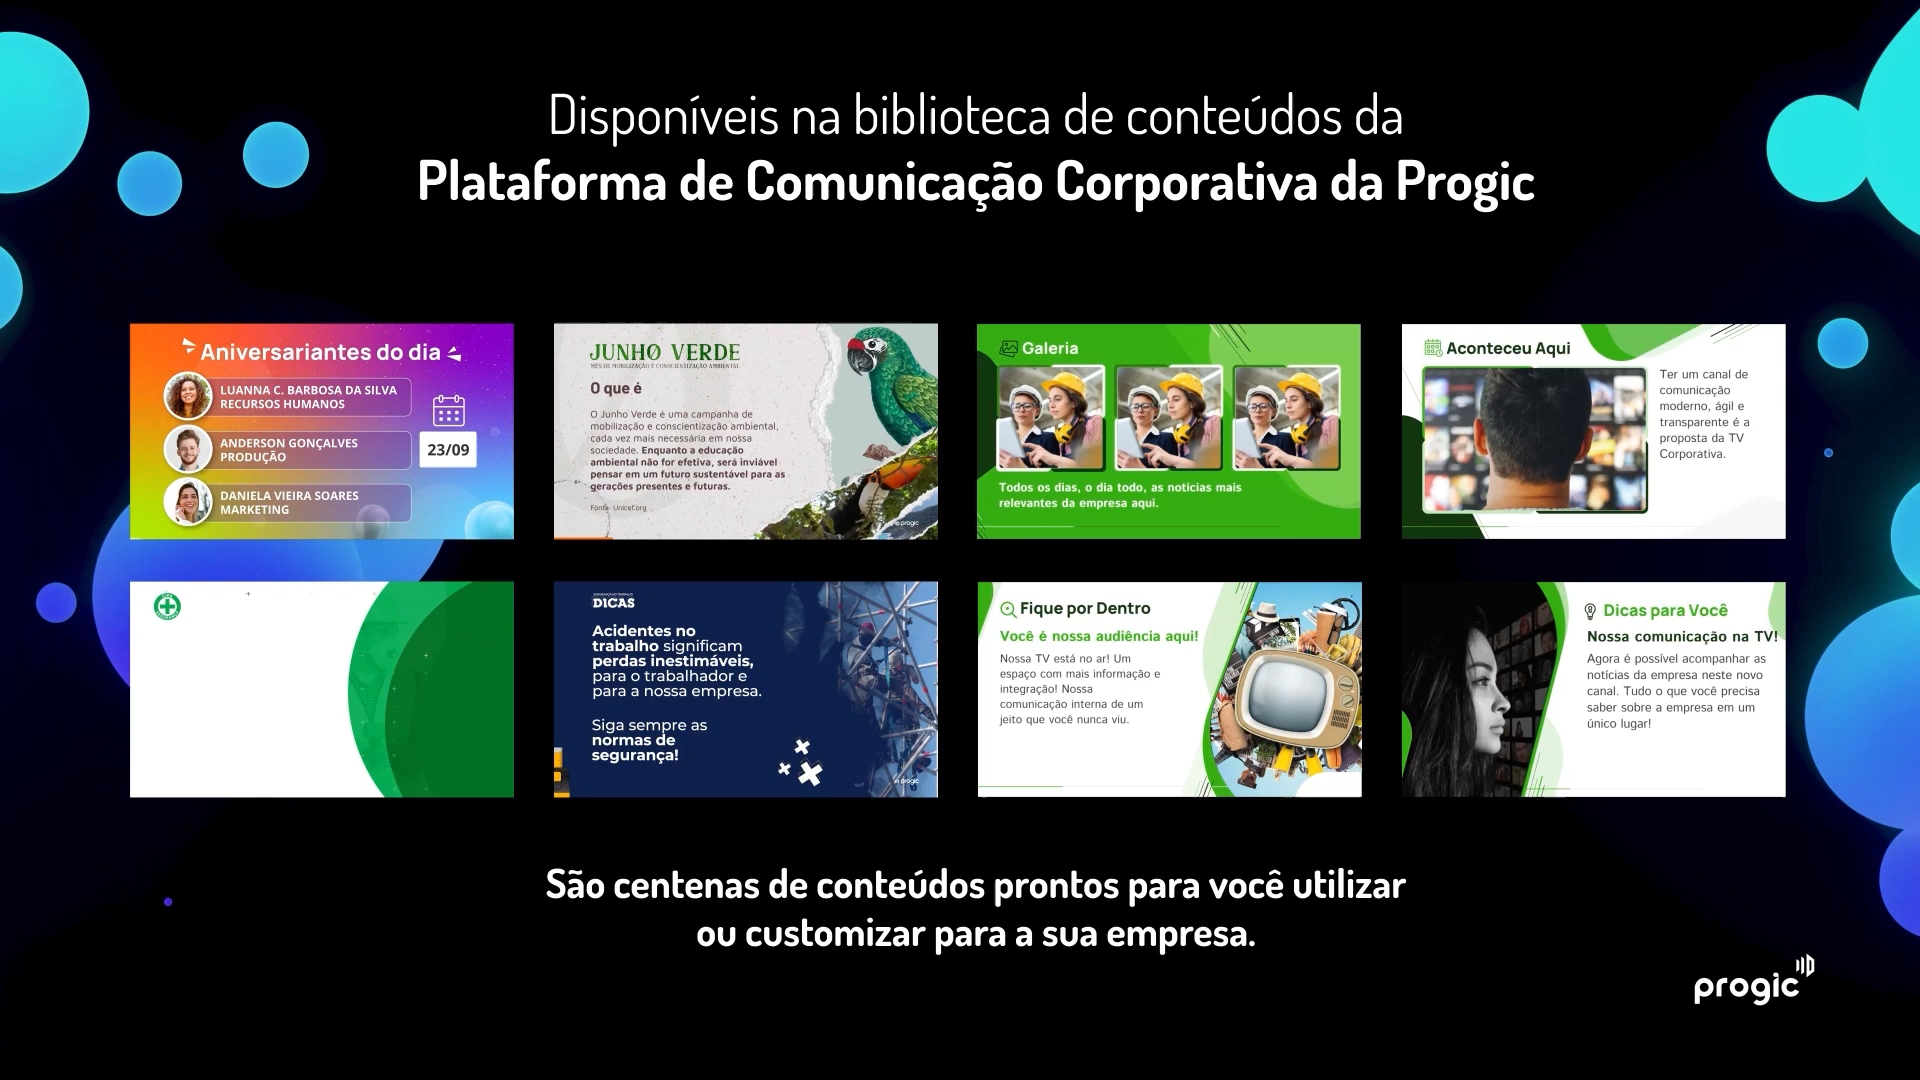 Disponíveis na biblioteca de conteúdos da
Plataforma de Comunicação Corporativa da Progic
Aniversariantes do dia
LUANNA C. BARBOSA DA SILVA
RECURSOS HUMANOS
ANDERSON GONÇALVES
PRODUÇÃO
23/09
DANIELA VIEIRA SOARES
MARKETING
JUNHO VERDE
MÊS DE MOBILIZAÇÃO E CONSCIENTIZAÇÃO AMBIENTAL
O que é
O Junho Verde é uma campanha de
mobilização e conscientização ambiental,
cada vez mais necessária em nossa
sociedade. Enquanto a educação
ambiental não for efetiva, será inviável
pensar em um futuro sustentável para as
gerações presentes e futuras.
Fonte: Unicef.org
progic
Galeria
Todos os dias, o dia todo, as notícias mais
relevantes da empresa aqui.
Aconteceu Aqui
Ter um canal de
comunicação
moderno, ágil e
transparente é a
proposta da TV
Corporativa.
DICAS
Acidentes no
trabalho significam
perdas inestimáveis,
para o trabalhador e
para a nossa empresa.
Siga sempre as
normas de
segurança!
progic
Fique por Dentro
Você é nossa audiência aqui!
Nossa TV está no ar! Um
espaço com mais informação e
integração! Nossa
comunicação interna de um
jeito que você nunca viu.
Dicas para Você
Nossa comunicação na TV!
Agora é possível acompanhar as
notícias da empresa neste novo
canal. Tudo o que você precisa
saber sobre a empresa em um
único lugar!
São centenas de conteúdos prontos para você utilizar
ou customizar para a sua empresa.
progic